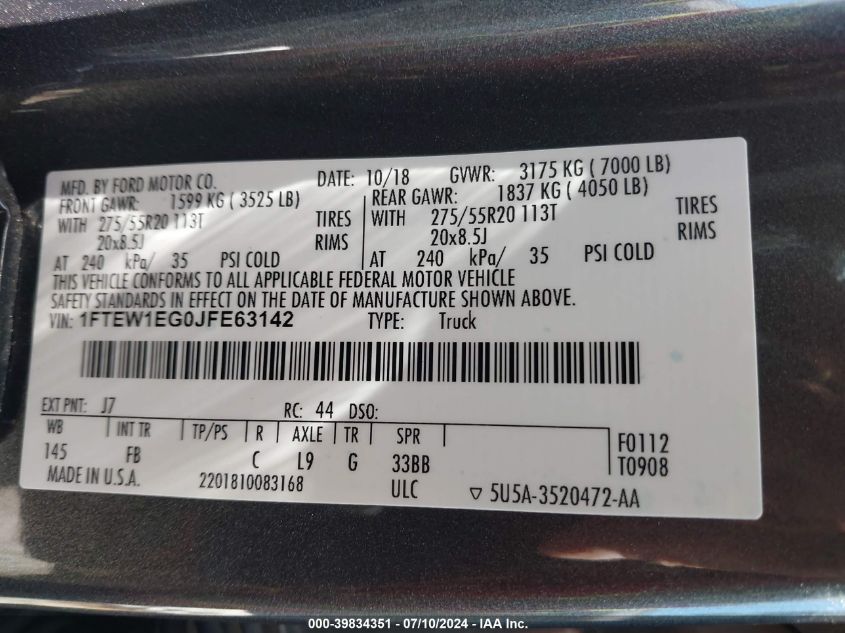 MFD. BY FORD MOTOR CO.
DATE: 10/18 GVWR: 3175 KG ( 7000 LB)
FRONT GAWR: 1599 KG ( 3525 LB)
REAR GAWR: 1837 KG ( 4050 LB)
WITH 275/55R20 113T TIRES
WITH 275/55R20 113T TIRES
20x8.5J RIMS
20x8.5J RIMS
AT 240 kPa/ 35 PSI COLD
AT 240 kPa/ 35 PSI COLD
THIS VEHICLE CONFORMS TO ALL APPLICABLE FEDERAL MOTOR VEHICLE
SAFETY STANDARDS IN EFFECT ON THE DATE OF MANUFACTURE SHOWN ABOVE.
VIN: 1FTEW1EG0JFE63142 TYPE: Truck
EXT PNT: J7 RC: 44 DSO:
WB INT TR TP/PS R AXLE TR SPR
145 FB C L9 G 33BB
F0112
T0908
MADE IN U.S.A. 2201810083168 ULC 5U5A-3520472-AA
000-39834351 - 07/10/2024 - IAA Inc.